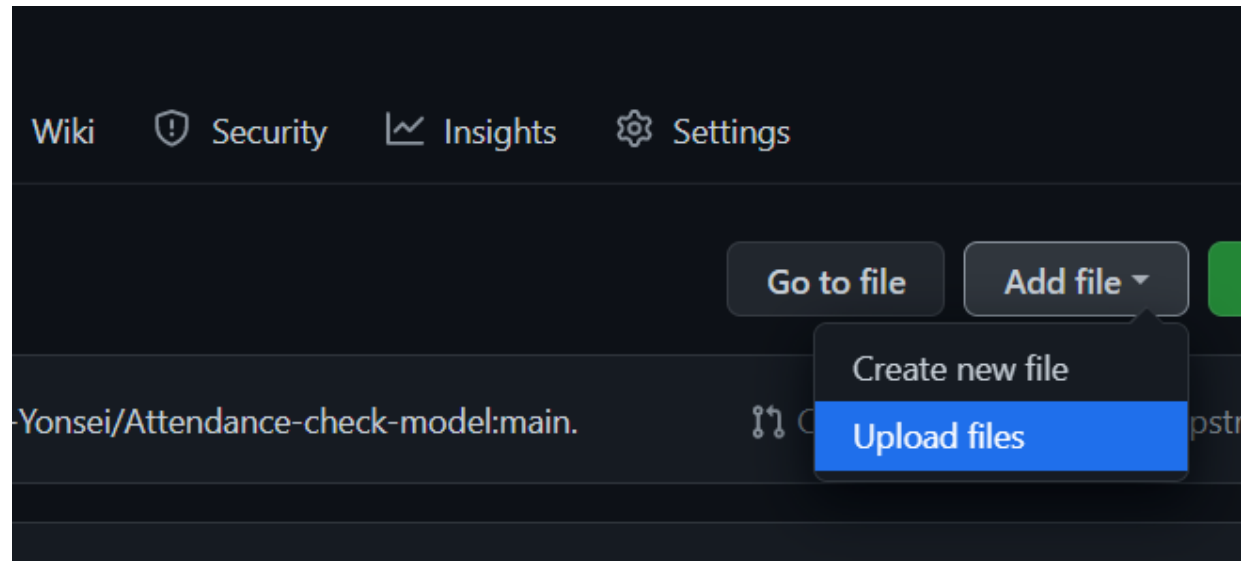 Wiki Security Insights Settings
Go to file Add file
Create new file
-Yonsei/Attendance-check-model:main.
Upload files